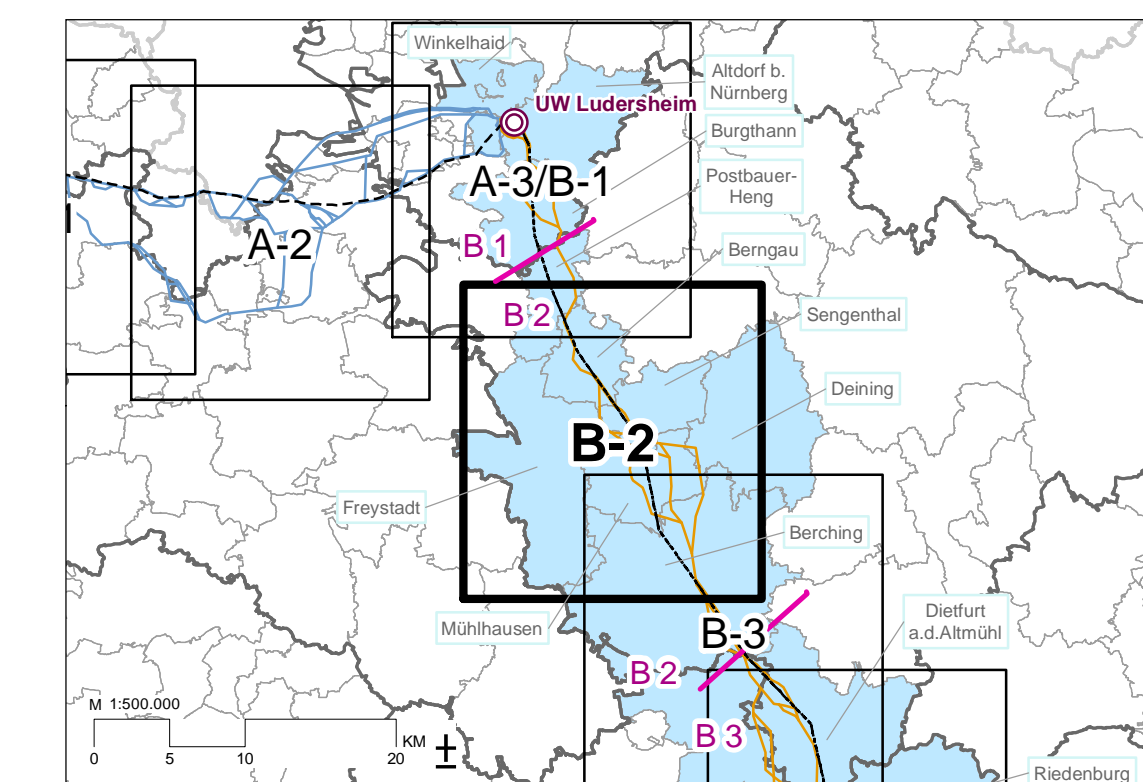 Winkelhaid
Altdorf b.
Nürnberg
UW Ludersheim
Burgthann
A-3/B-1
Postbauer-
Heng
1
A-2
B 1
Berngau
B 2
Sengenthal
Deining
B-2
Freystadt
Berching
Mühlhausen
B-3
Dietfurt
a.d.Altmühl
B 2
B 3
M 1:500.000
KM
0
5
10
20
Riedenburg